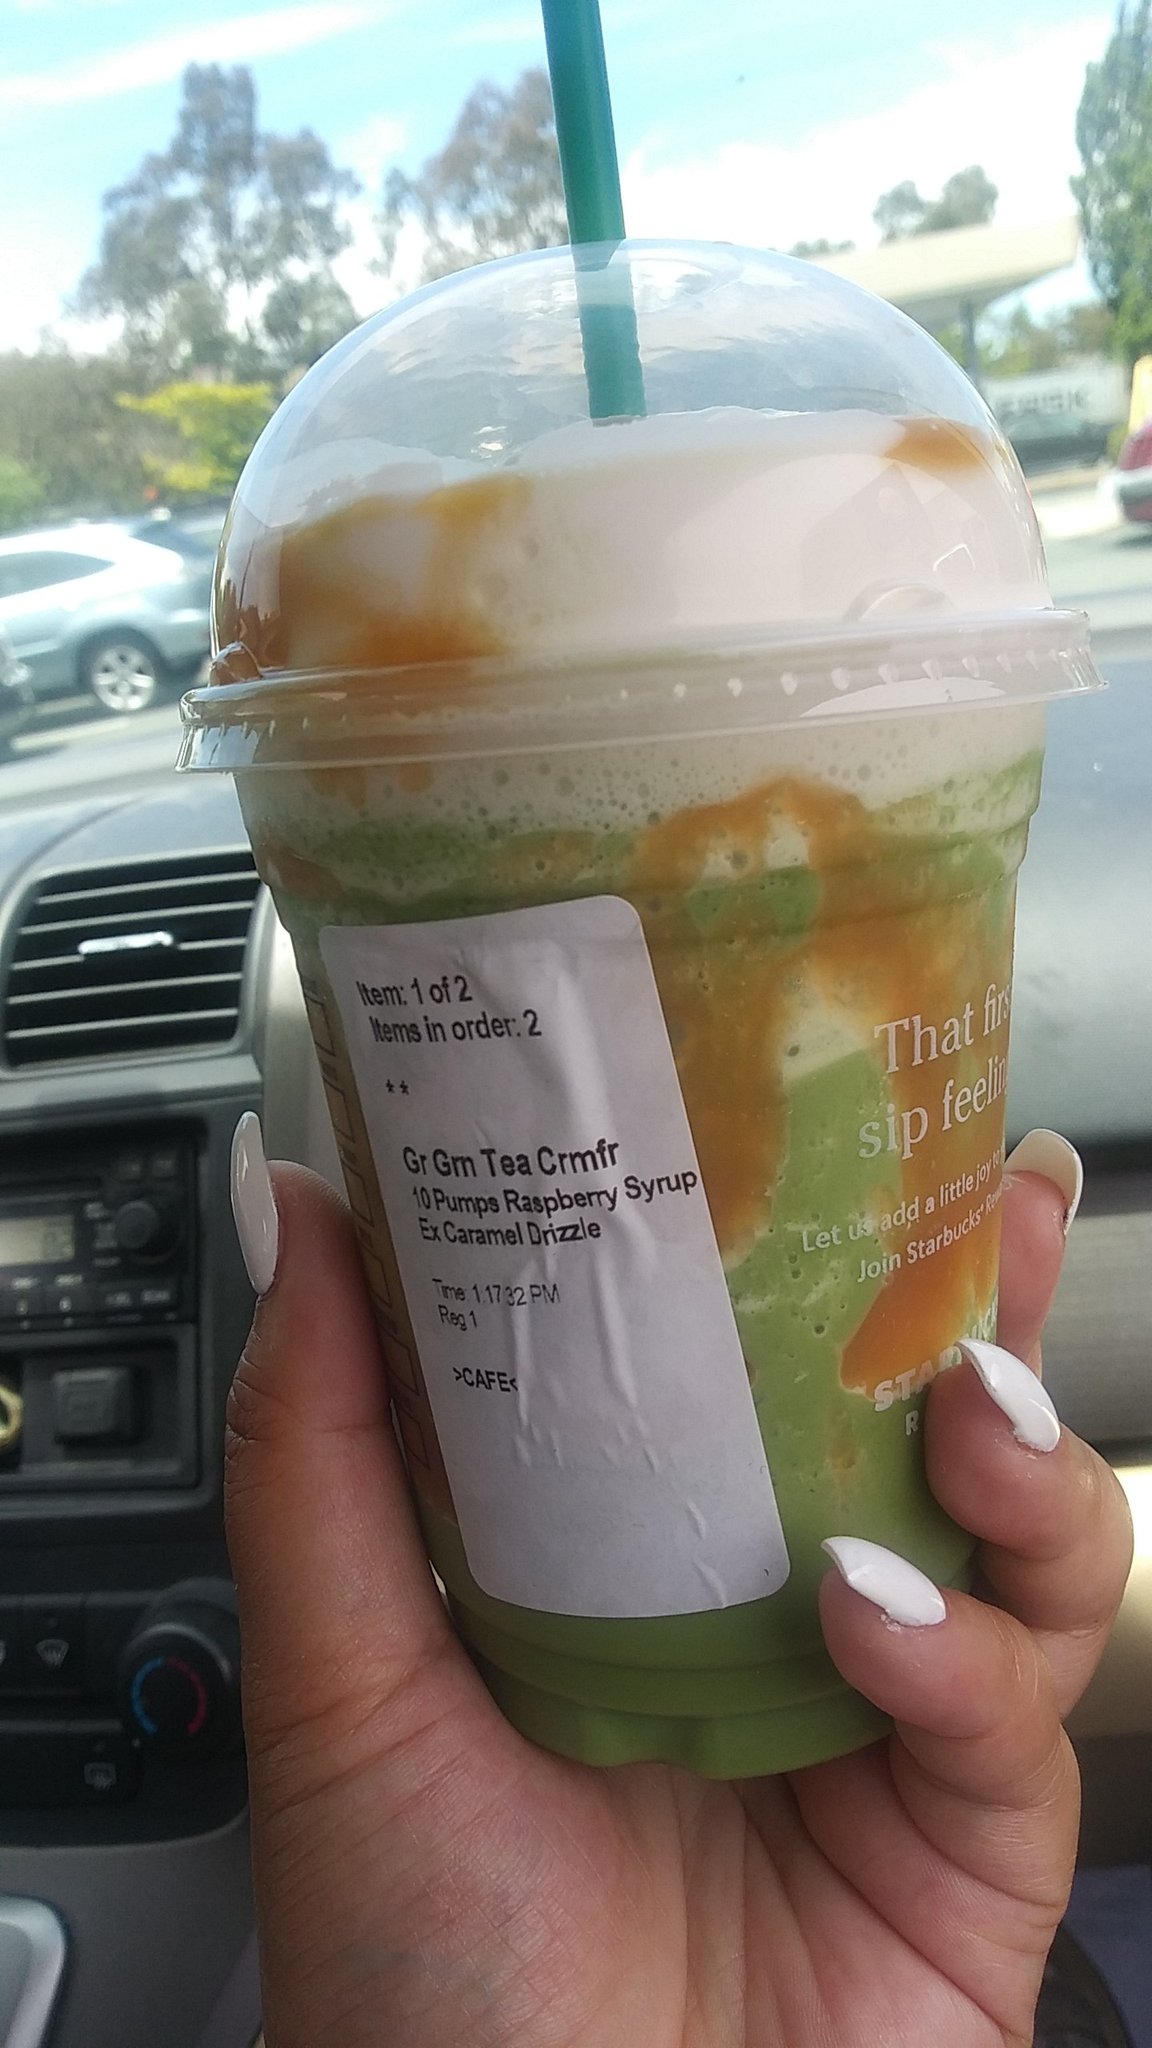 Item: 1 of 2
Items in order: 2
**
Gr Grn Tea Crmfr
10 Pumps Raspberry Syrup
Ex Caramel Drizzle
Time: 1:17:32 PM
Reg 1
>CAFE<
That firs
sip feelin
Let us add a little joy to
Join Starbucks® Rew
STAR
R